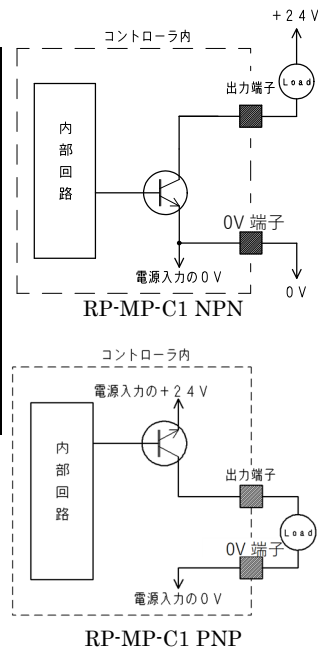 +24V
コントローラ内
Load
出力端子
内部回路
0V 端子
電源入力の0V
0V
RP-MP-C1 NPN
コントローラ内
電源入力の+24V
内部回路
出力端子
Load
0V 端子
電源入力の0V
RP-MP-C1 PNP